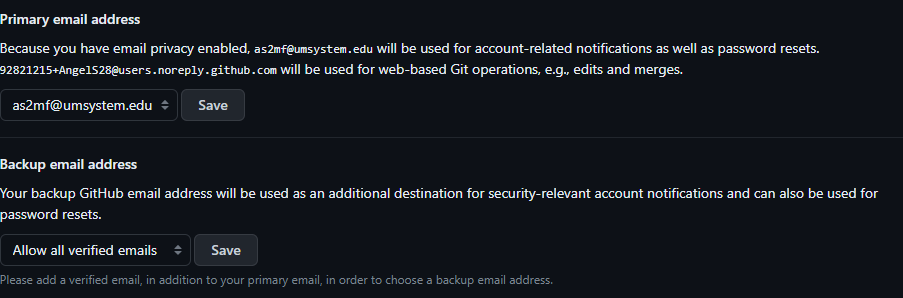 Primary email address
Because you have email privacy enabled, as2mf@umsystem.edu will be used for account-related notifications as well as password resets.
92821215+AngelS28@users.noreply.github.com will be used for web-based Git operations, e.g., edits and merges.
as2mf@umsystem.edu Save
Backup email address
Your backup GitHub email address will be used as an additional destination for security-relevant account notifications and can also be used for
password resets.
Allow all verified emails Save
Please add a verified email, in addition to your primary email, in order to choose a backup email address.